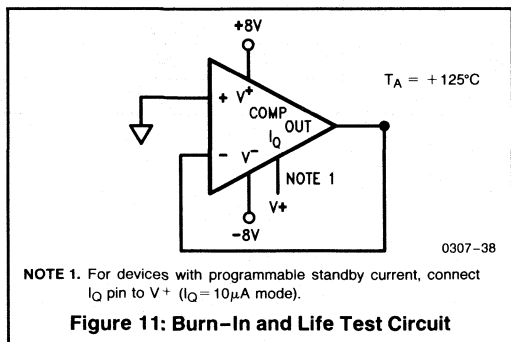 +8V
T_A = +125°C
+ V+
COMP
OUT
I_Q
- V-
NOTE 1
V+
-8V
0307-38
NOTE 1. For devices with programmable standby current, connect
I_Q pin to V+ (I_Q = 10μA mode).
Figure 11: Burn-In and Life Test Circuit